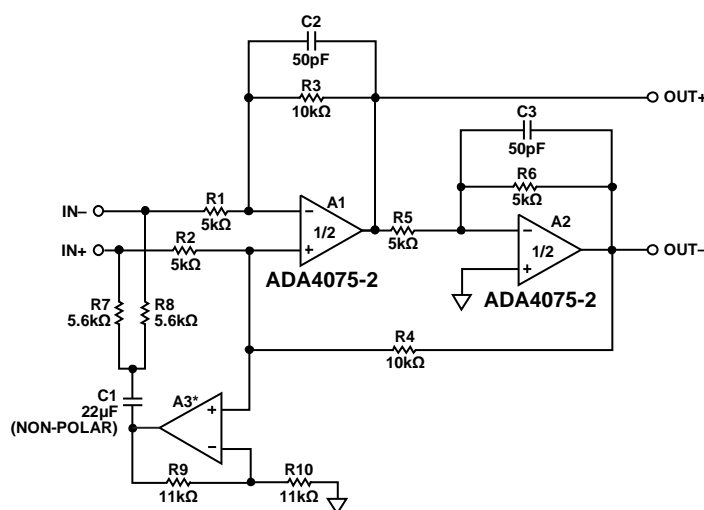 C2
50pF
R3
10kΩ
OUT+
C3
50pF
R6
5kΩ
IN–
R1
5kΩ
A1
–
+
1/2
R5
5kΩ
A2
–
+
1/2
IN+
R2
5kΩ
OUT–
ADA4075-2
ADA4075-2
R7
5.6kΩ
R8
5.6kΩ
R4
10kΩ
C1
22µF
(NON-POLAR)
A3*
+
–
R9
11kΩ
R10
11kΩ